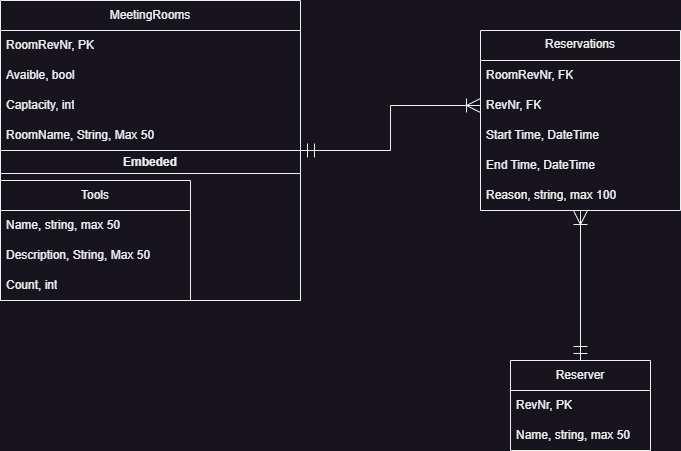 MeetingRooms
RoomRevNr, PK
Avaible, bool
Captacity, int
RoomName, String, Max 50
Embeded
Tools
Name, string, max 50
Description, String, Max 50
Count, int
Reservations
RoomRevNr, FK
RevNr, FK
Start Time, DateTime
End Time, DateTime
Reason, string, max 100
Reserver
RevNr, PK
Name, string, max 50